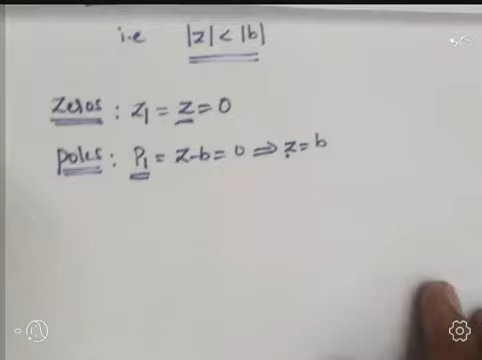 i.e |z| < |b|
Zeros : z₁ = z = 0
Poles : P₁ = z-b = 0 ⇒ z = b